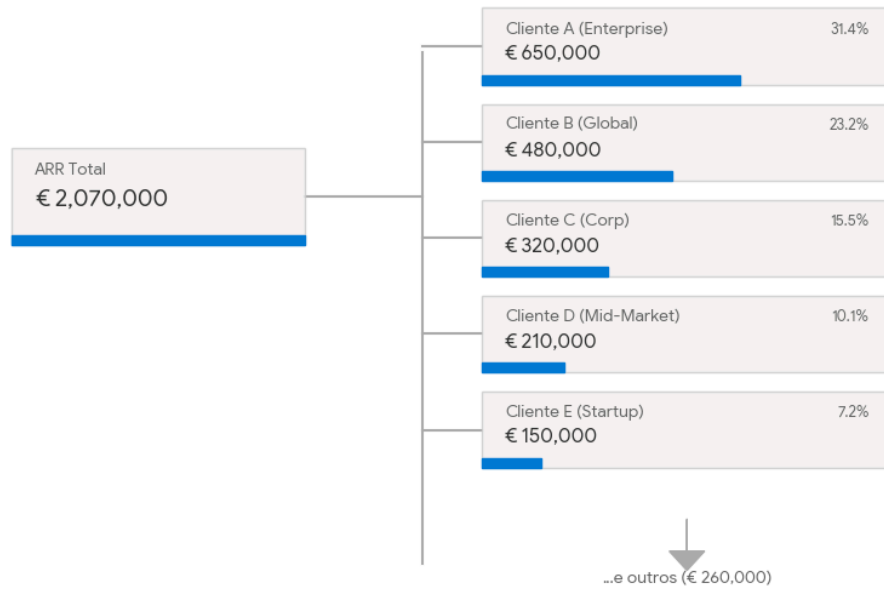 ARR Total
€ 2,070,000
Cliente A (Enterprise) 31.4%
€ 650,000
Cliente B (Global) 23.2%
€ 480,000
Cliente C (Corp) 15.5%
€ 320,000
Cliente D (Mid-Market) 10.1%
€ 210,000
Cliente E (Startup) 7.2%
€ 150,000
...e outros (€ 260,000)